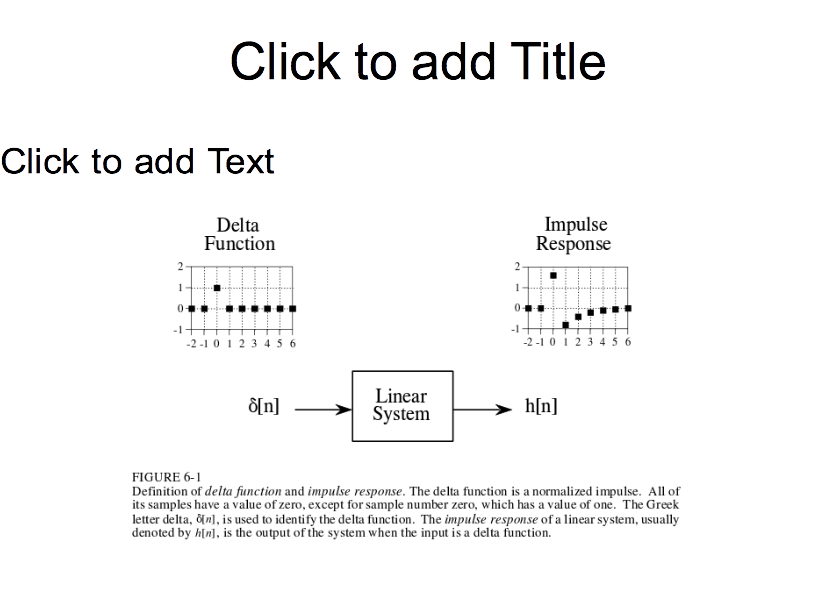 Click to add Title
Click to add Text
Delta
Function
2
1
0
-1
-2 -1 0 1 2 3 4 5 6
Impulse
Response
2
1
0
-1
-2 -1 0 1 2 3 4 5 6
δ[n]
Linear
System
h[n]
FIGURE 6-1
Definition of delta function and impulse response. The delta function is a normalized impulse. All of
its samples have a value of zero, except for sample number zero, which has a value of one. The Greek
letter delta, δ[n], is used to identify the delta function. The impulse response of a linear system, usually
denoted by h[n], is the output of the system when the input is a delta function.